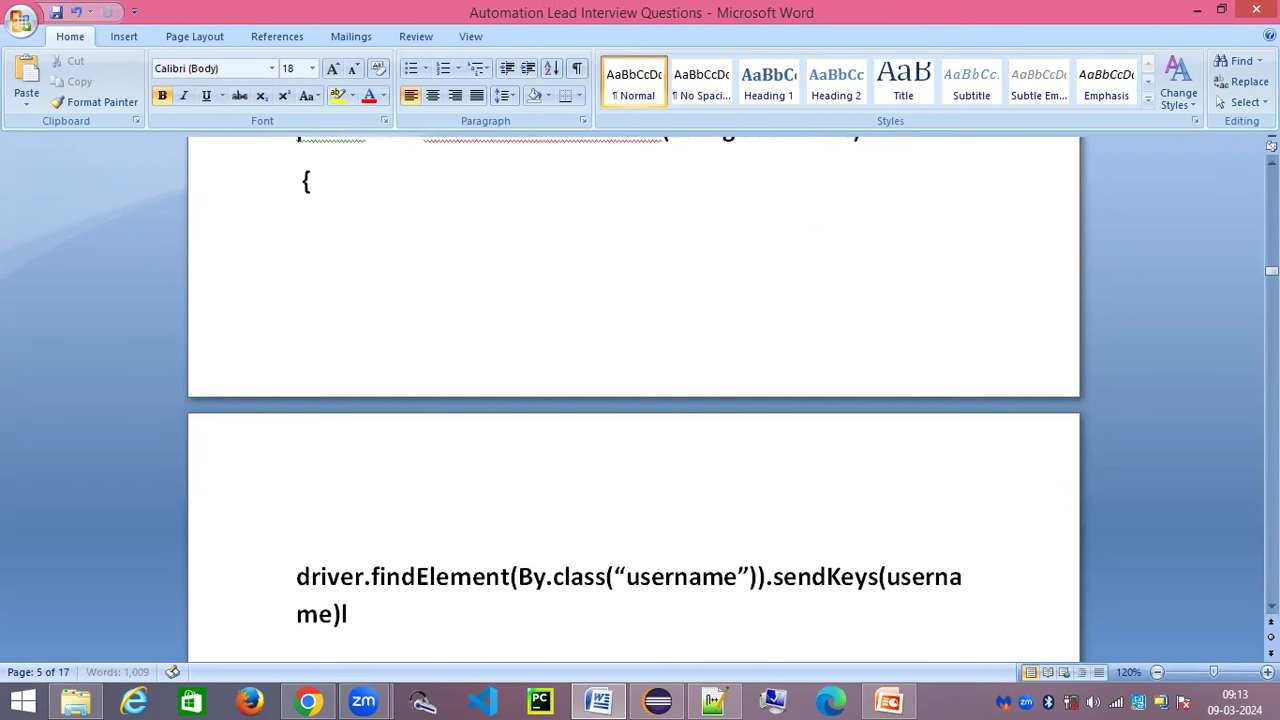 Automation Lead Interview Questions - Microsoft Word
Home Insert Page Layout References Mailings Review View
Paste
Cut
Copy
Format Painter
Clipboard
Calibri (Body) 18
Font
Paragraph
AaBbCcDc AaBbCcDc AaBbCc AaBbCc AaB AaBbCc. AaBbCcDc AaBbCcDc
¶ Normal ¶ No Spaci... Heading 1 Heading 2 Title Subtitle Subtle Em... Emphasis
Change Styles
Styles
Find
Replace
Select
Editing
{
driver.findElement(By.class(“username”)).sendKeys(userna
me)l
Page: 5 of 17 Words: 1,009 120%
09:13
09-03-2024